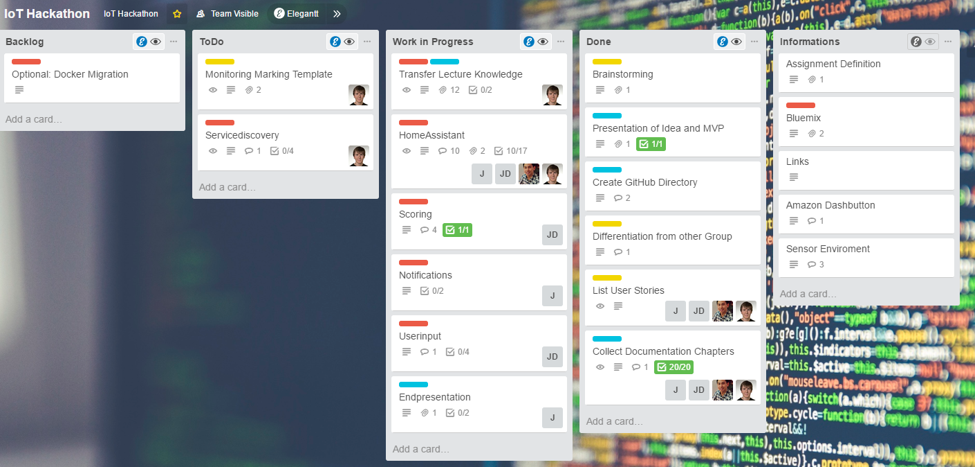 IoT Hackathon
IoT Hackathon
Team Visible
Elegantt
Backlog
Optional: Docker Migration
Add a card...
ToDo
Monitoring Marking Template
2
Servicediscovery
1 0/4
Add a card...
Work in Progress
Transfer Lecture Knowledge
12 0/2
HomeAssistant
10 2 10/17
J JD
Scoring
4 1/1
JD
Notifications
0/2
J
Userinput
1 0/4
JD
Endpresentation
1 0/2
J
Add a card...
Done
Brainstorming
1
Presentation of Idea and MVP
1 1/1
Create GitHub Directory
2
Differentiation from other Group
1
List User Stories
J JD
Collect Documentation Chapters
1 20/20
J JD
Add a card...
Informations
Assignment Definition
1
Bluemix
2
Links
Amazon Dashbutton
1
Sensor Enviroment
3
Add a card...